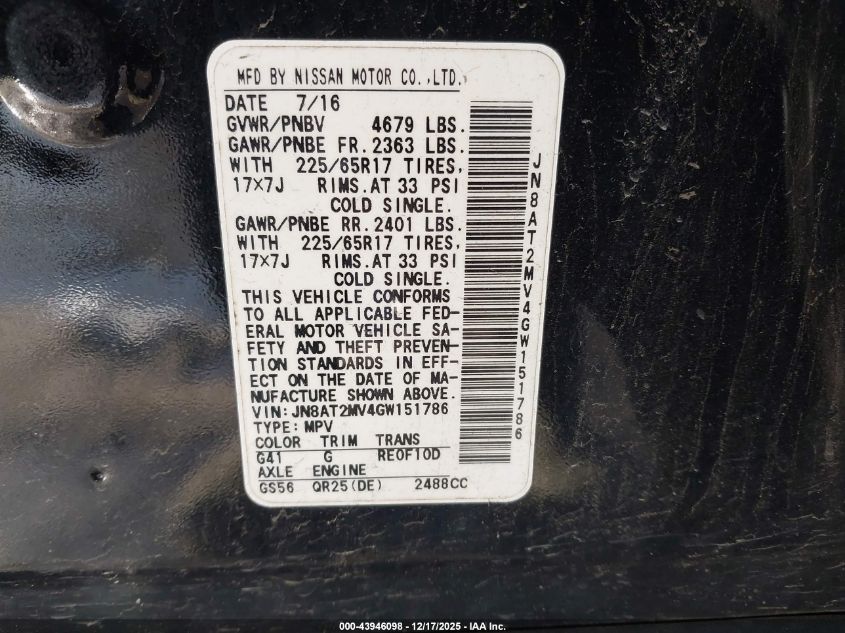 MFD BY NISSAN MOTOR CO.,LTD.
DATE 7/16
GVWR/PNBV 4679 LBS.
GAWR/PNBE FR. 2363 LBS.
WITH 225/65R17 TIRES,
17×7J RIMS.AT 33 PSI
COLD SINGLE.
GAWR/PNBE RR. 2401 LBS.
WITH 225/65R17 TIRES,
17×7J RIMS.AT 33 PSI
COLD SINGLE.
THIS VEHICLE CONFORMS
TO ALL APPLICABLE FED-
ERAL MOTOR VEHICLE SA-
FETY AND THEFT PREVEN-
TION STANDARDS IN EFF-
ECT ON THE DATE OF MA-
NUFACTURE SHOWN ABOVE.
VIN: JN8AT2MV4GW151786
TYPE: MPV
COLOR TRIM TRANS
G41 G RE0F10D
AXLE ENGINE
GS56 QR25(DE) 2488CC
JN8AT2MV4GW151786
000-43946098 - 12/17/2025 - IAA Inc.